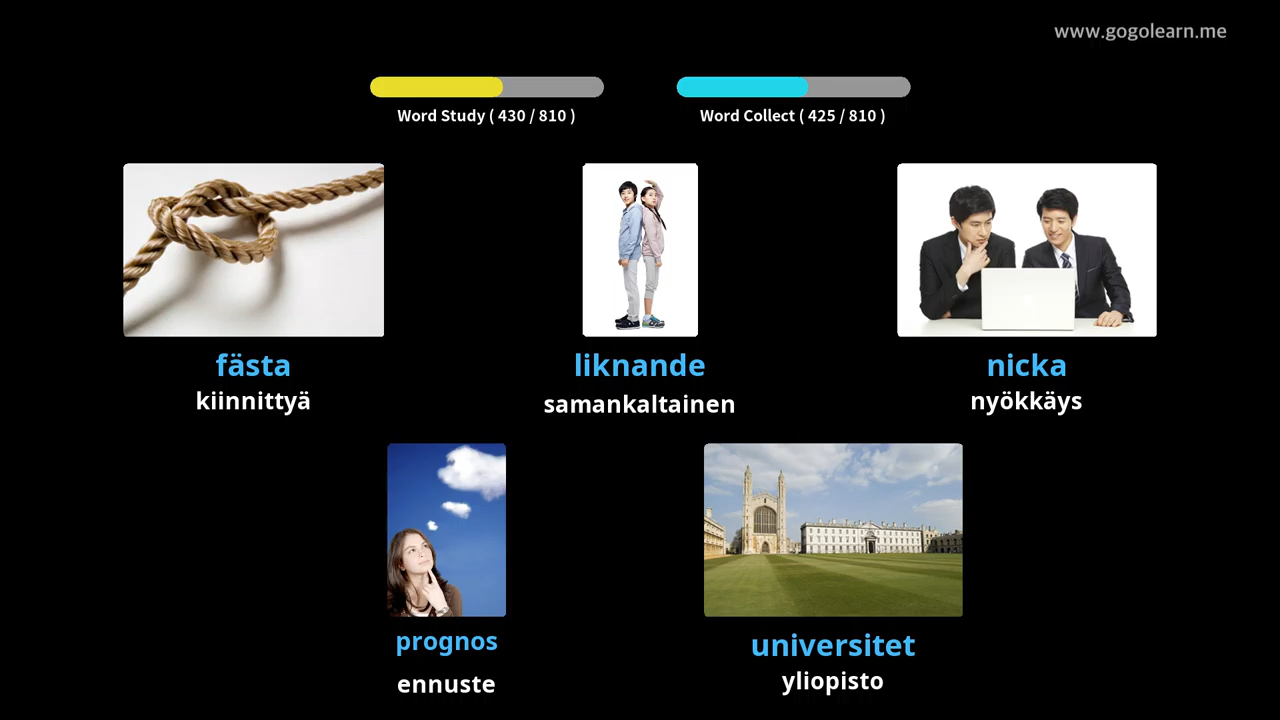 www.gogolearn.me
Word Study ( 430 / 810 )
Word Collect ( 425 / 810 )
fästa
kiinnittyä
liknande
samankaltainen
nicka
nyökkäys
prognos
ennuste
universitet
yliopisto